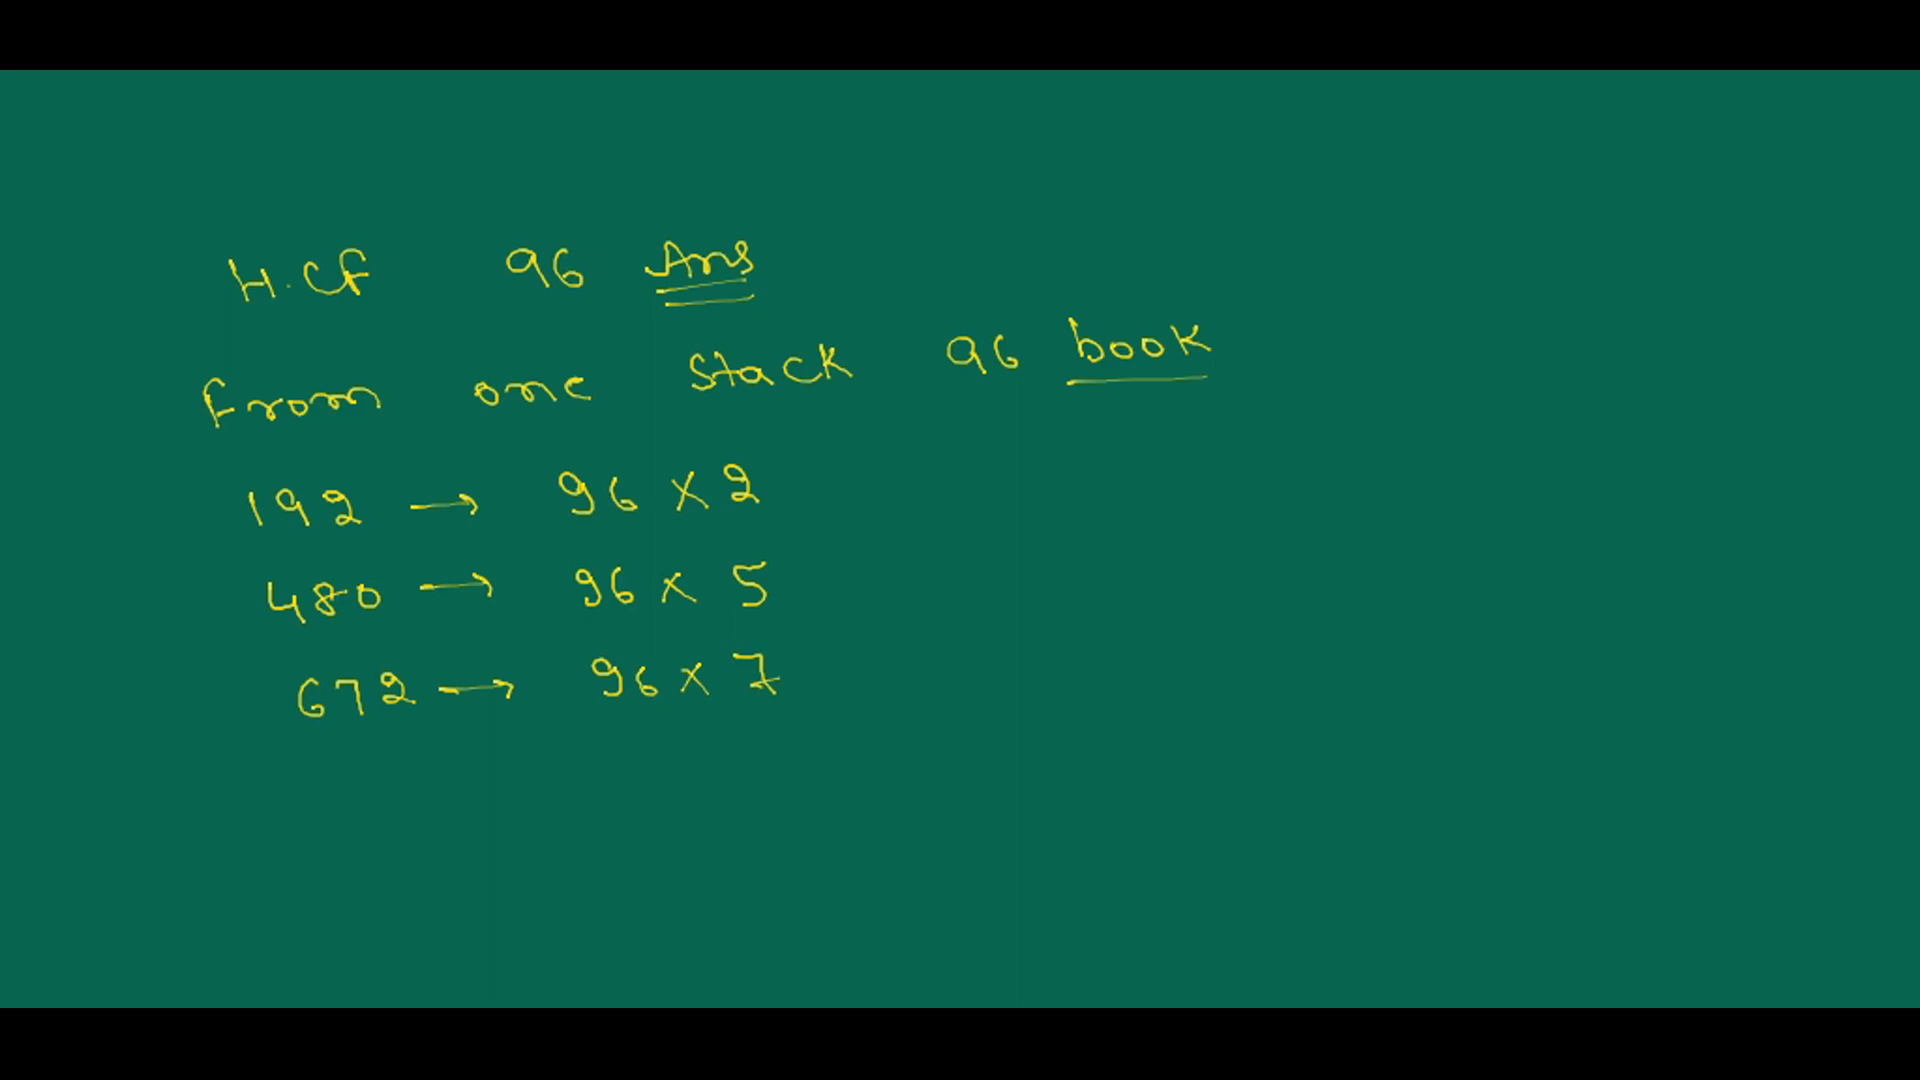 H.CF 96 Ans
From one stack 96 book
192 → 96 × 2
480 → 96 × 5
672 → 96 × 7